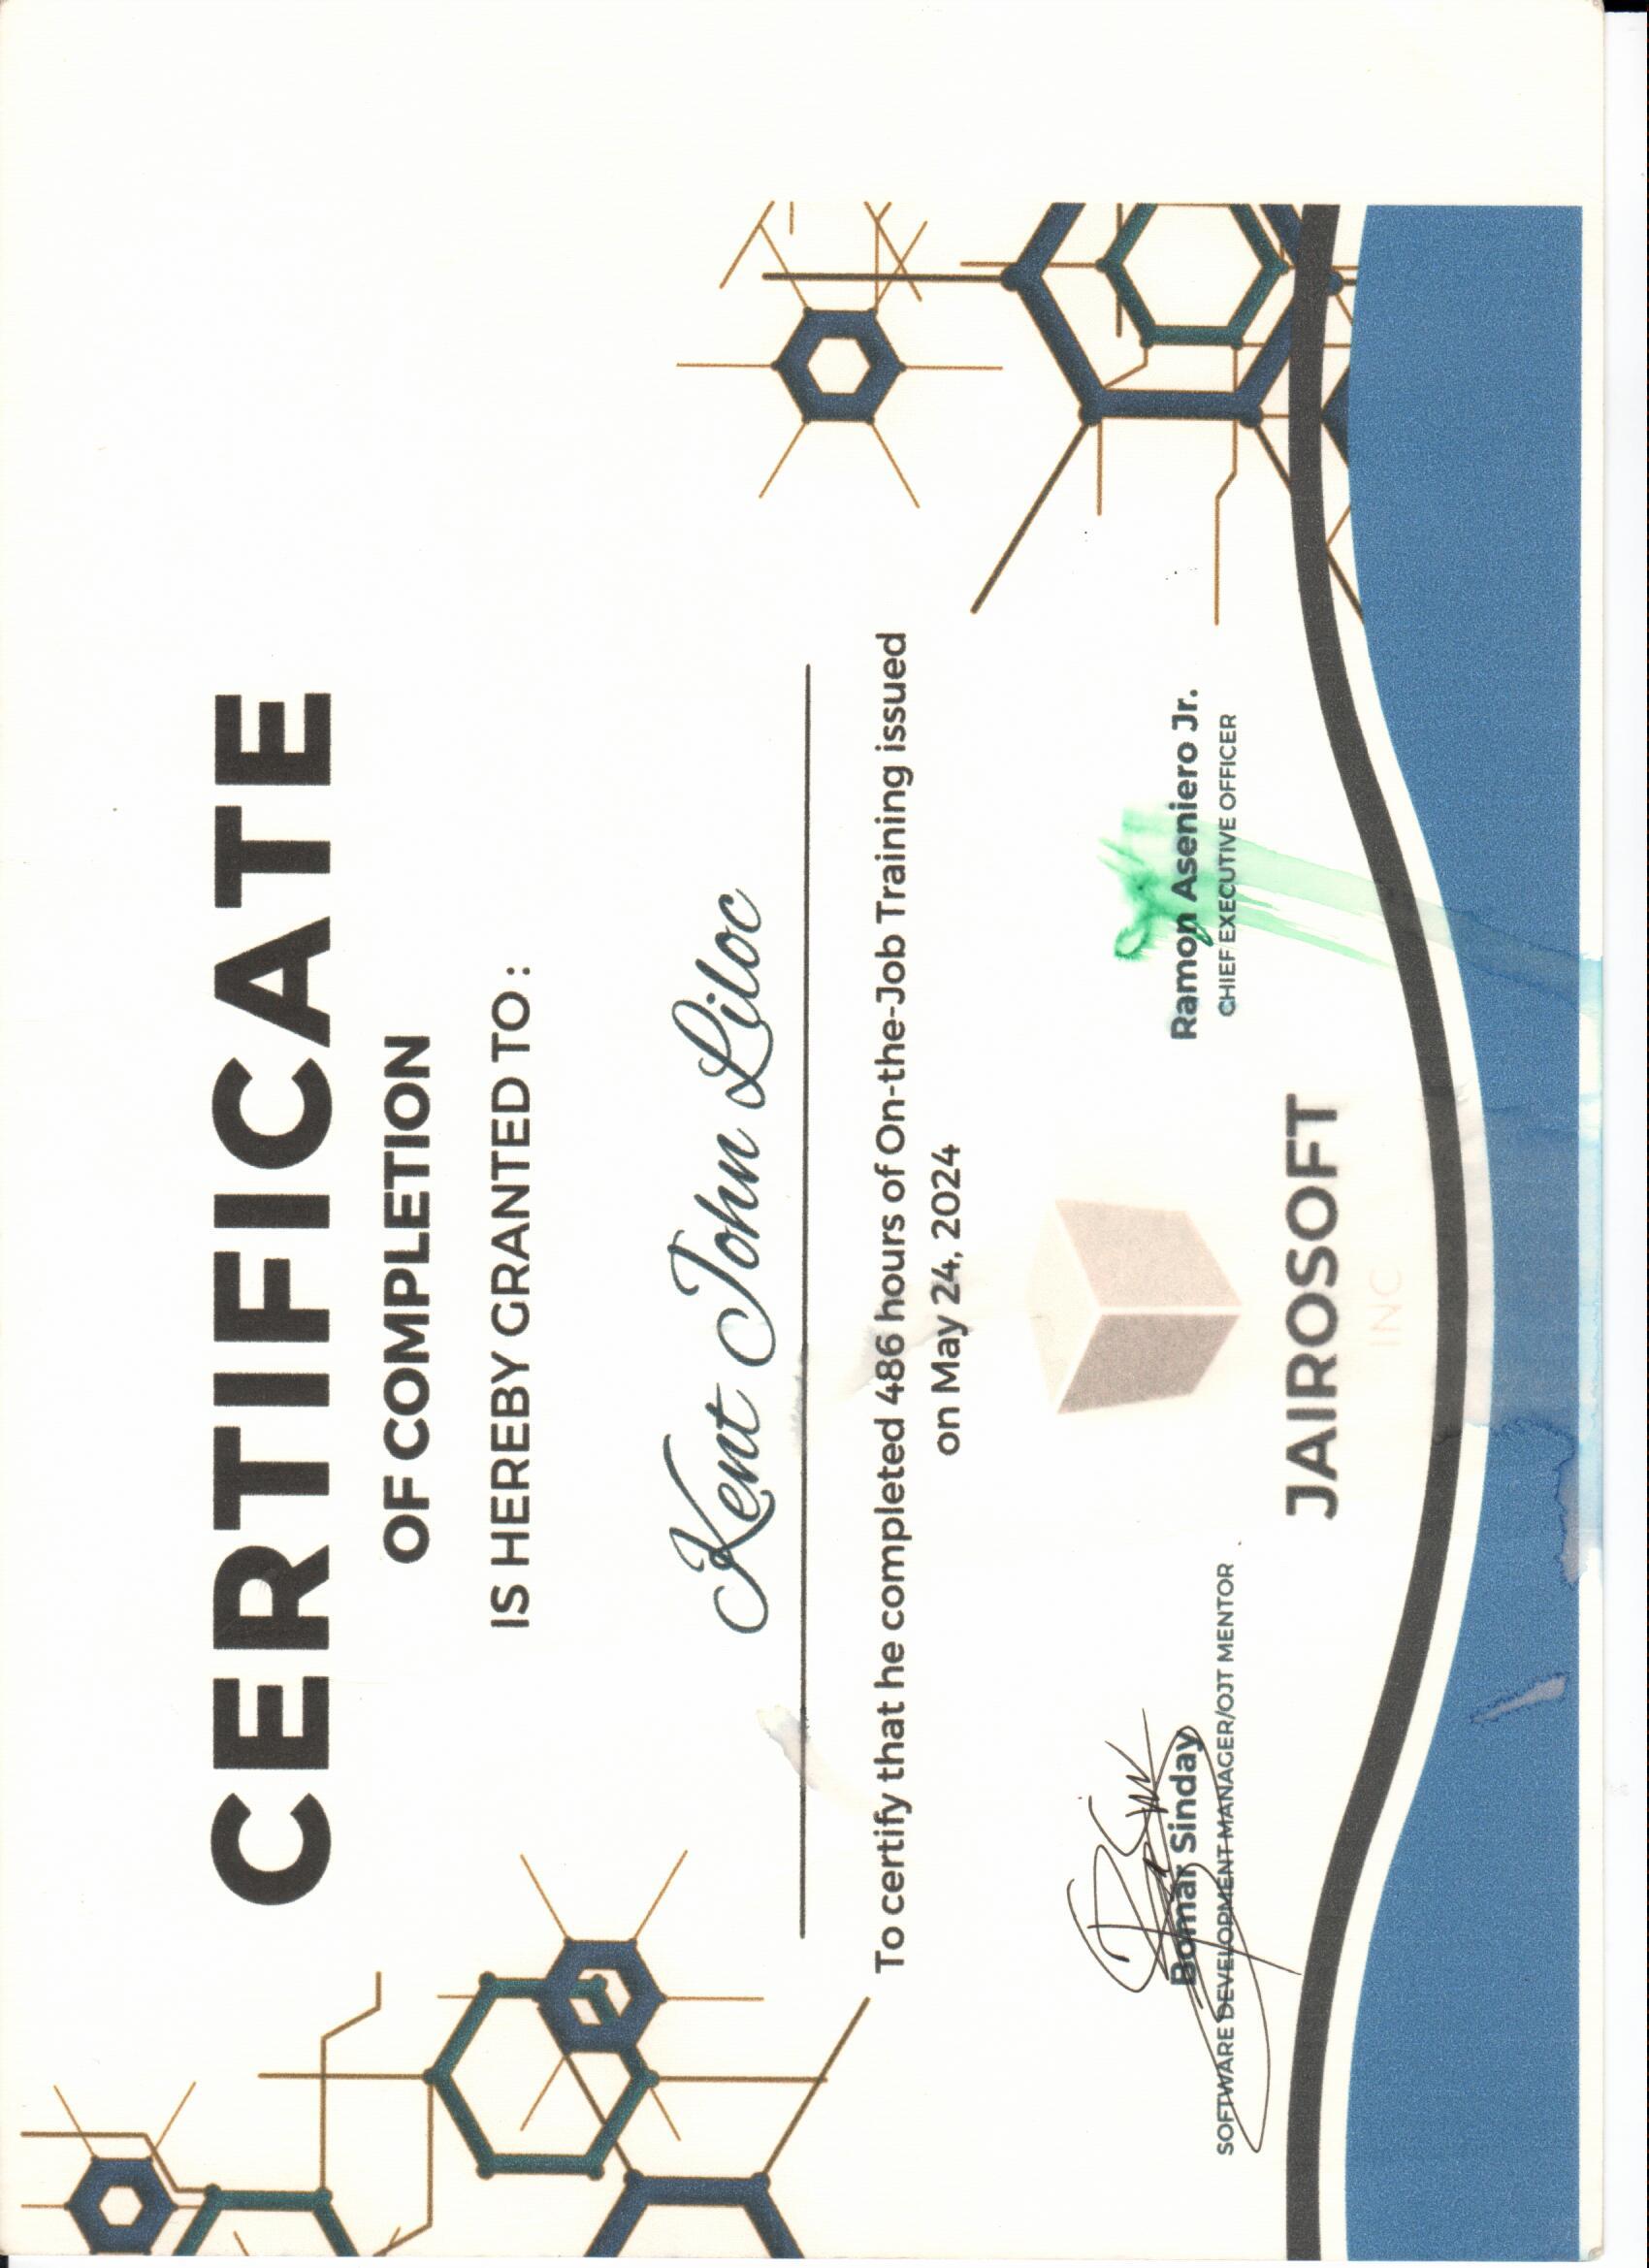 CERTIFICATE
OF COMPLETION
IS HEREBY GRANTED TO :
Kent John Liloc
To certify that he completed 486 hours of On-the-Job Training issued
on May 24, 2024
Bomar Sinday
SOFTWARE DEVELOPMENT MANAGER/OJT MENTOR
Ramon Aseniero Jr.
CHIEF EXECUTIVE OFFICER
JAIROSOFT
INC